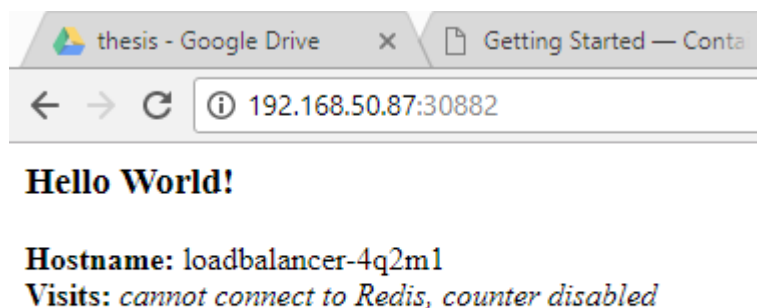 thesis - Google Drive
Getting Started — Conta
192.168.50.87:30882
Hello World!
Hostname: loadbalancer-4q2m1
Visits: cannot connect to Redis, counter disabled